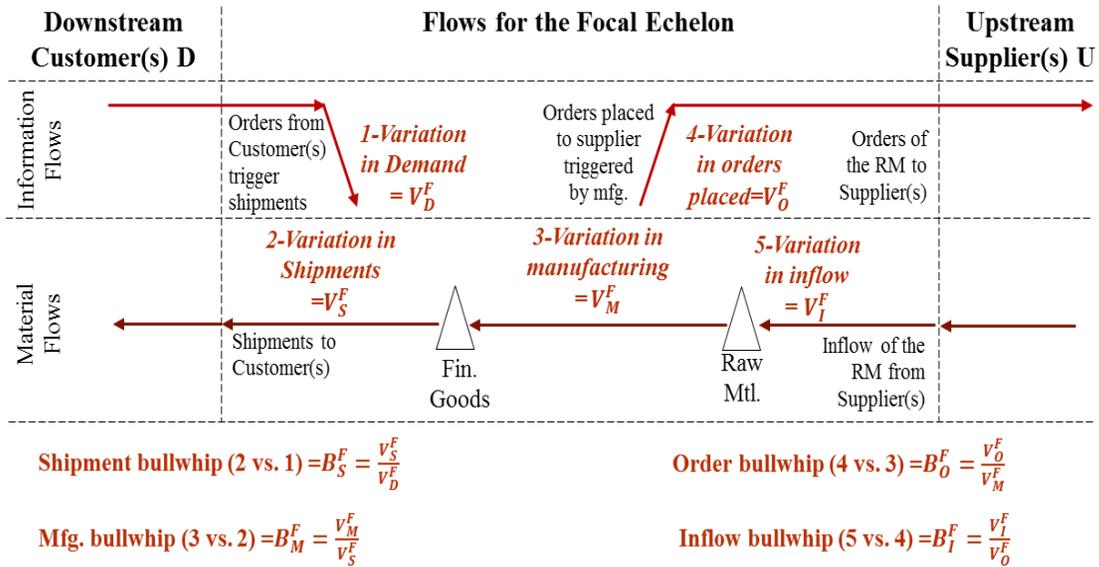 Downstream
Customer(s) D
Flows for the Focal Echelon
Upstream
Supplier(s) U
Information
Flows
Orders from
Customer(s)
trigger
shipments
1-Variation
in Demand
= V_D^F
Orders placed
to supplier
triggered
by mfg.
4-Variation
in orders
placed=V_O^F
Orders of
the RM to
Supplier(s)
Material
Flows
2-Variation in
Shipments
=V_S^F
Shipments to
Customer(s)
Fin.
Goods
3-Variation in
manufacturing
=V_M^F
Raw
Mtl.
5-Variation
in inflow
= V_I^F
Inflow of the
RM from
Supplier(s)
Shipment bullwhip (2 vs. 1) =B_S^F = V_S^F / V_D^F
Order bullwhip (4 vs. 3) =B_O^F = V_O^F / V_M^F
Mfg. bullwhip (3 vs. 2) =B_M^F = V_M^F / V_S^F
Inflow bullwhip (5 vs. 4) =B_I^F = V_I^F / V_O^F